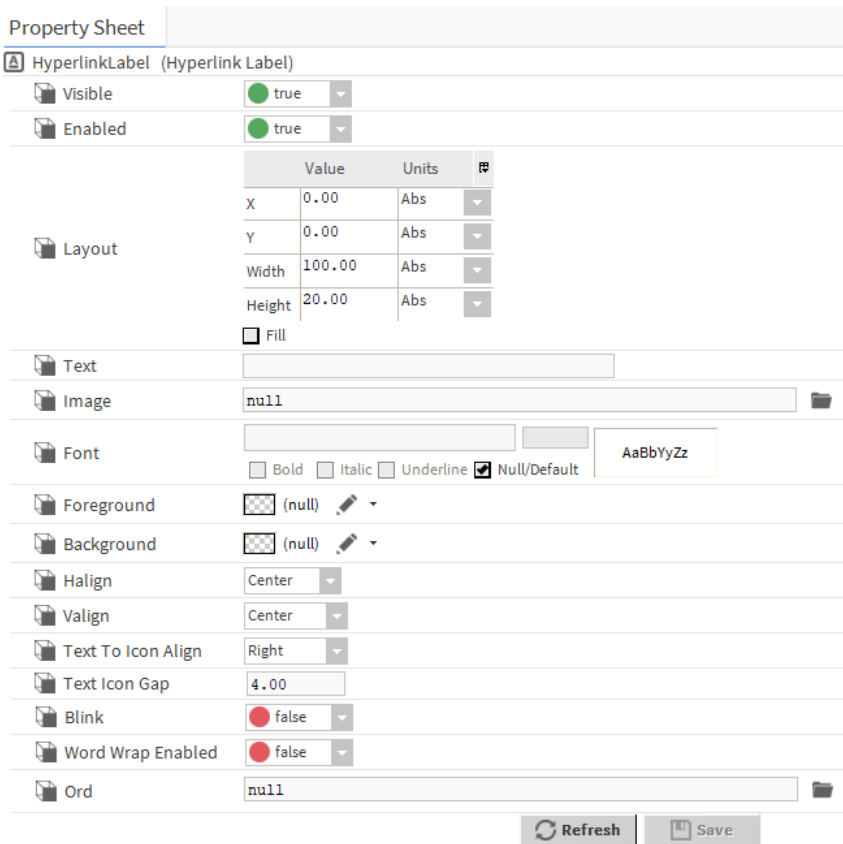 Property Sheet
A HyperlinkLabel (Hyperlink Label)
Visible true
Enabled true
Value Units
X 0.00 Abs
Y 0.00 Abs
Layout
Width 100.00 Abs
Height 20.00 Abs
Fill
Text
Image null
Font AaBbYyZz
Bold Italic Underline Null/Default
Foreground (null)
Background (null)
Halign Center
Valign Center
Text To Icon Align Right
Text Icon Gap 4.00
Blink false
Word Wrap Enabled false
Ord null
Refresh Save